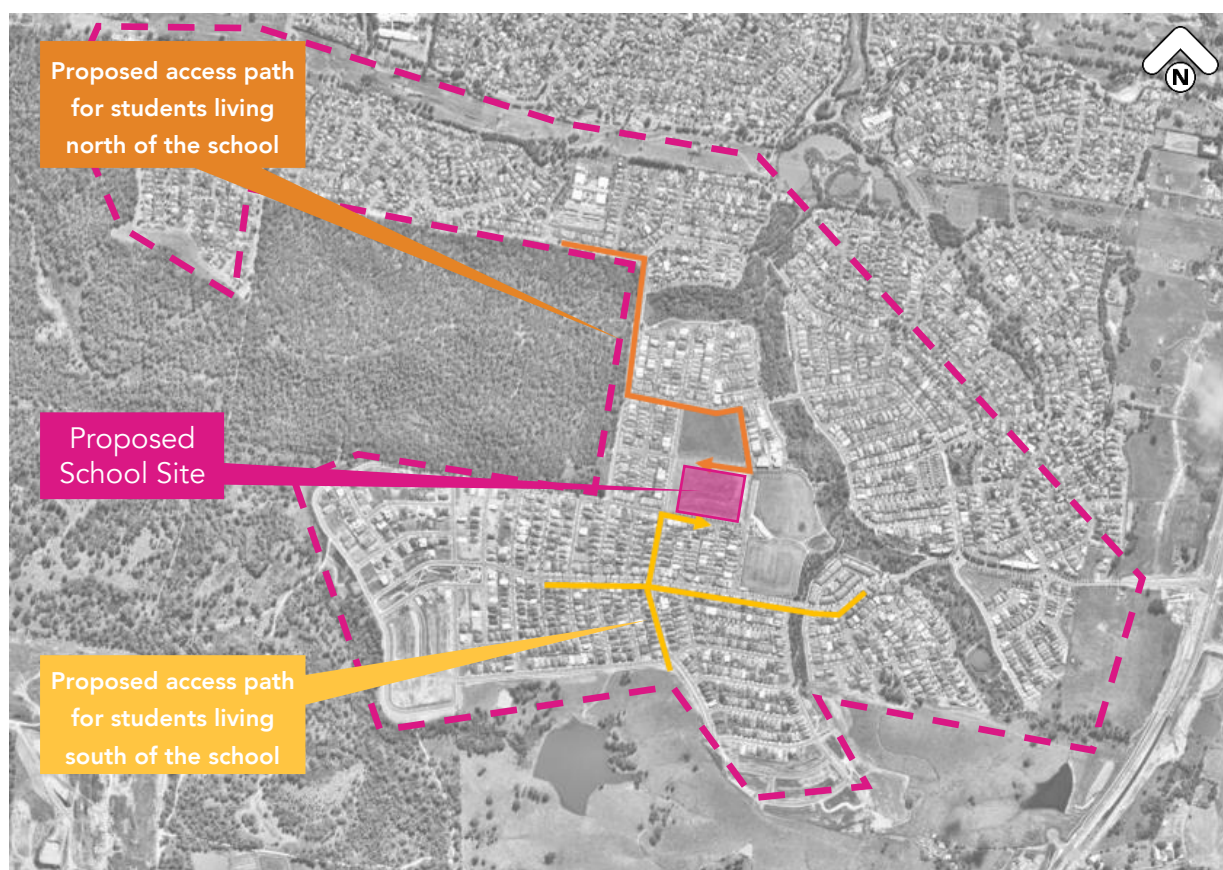 Proposed access path
for students living
north of the school
N
Proposed
School Site
Proposed access path
for students living
south of the school